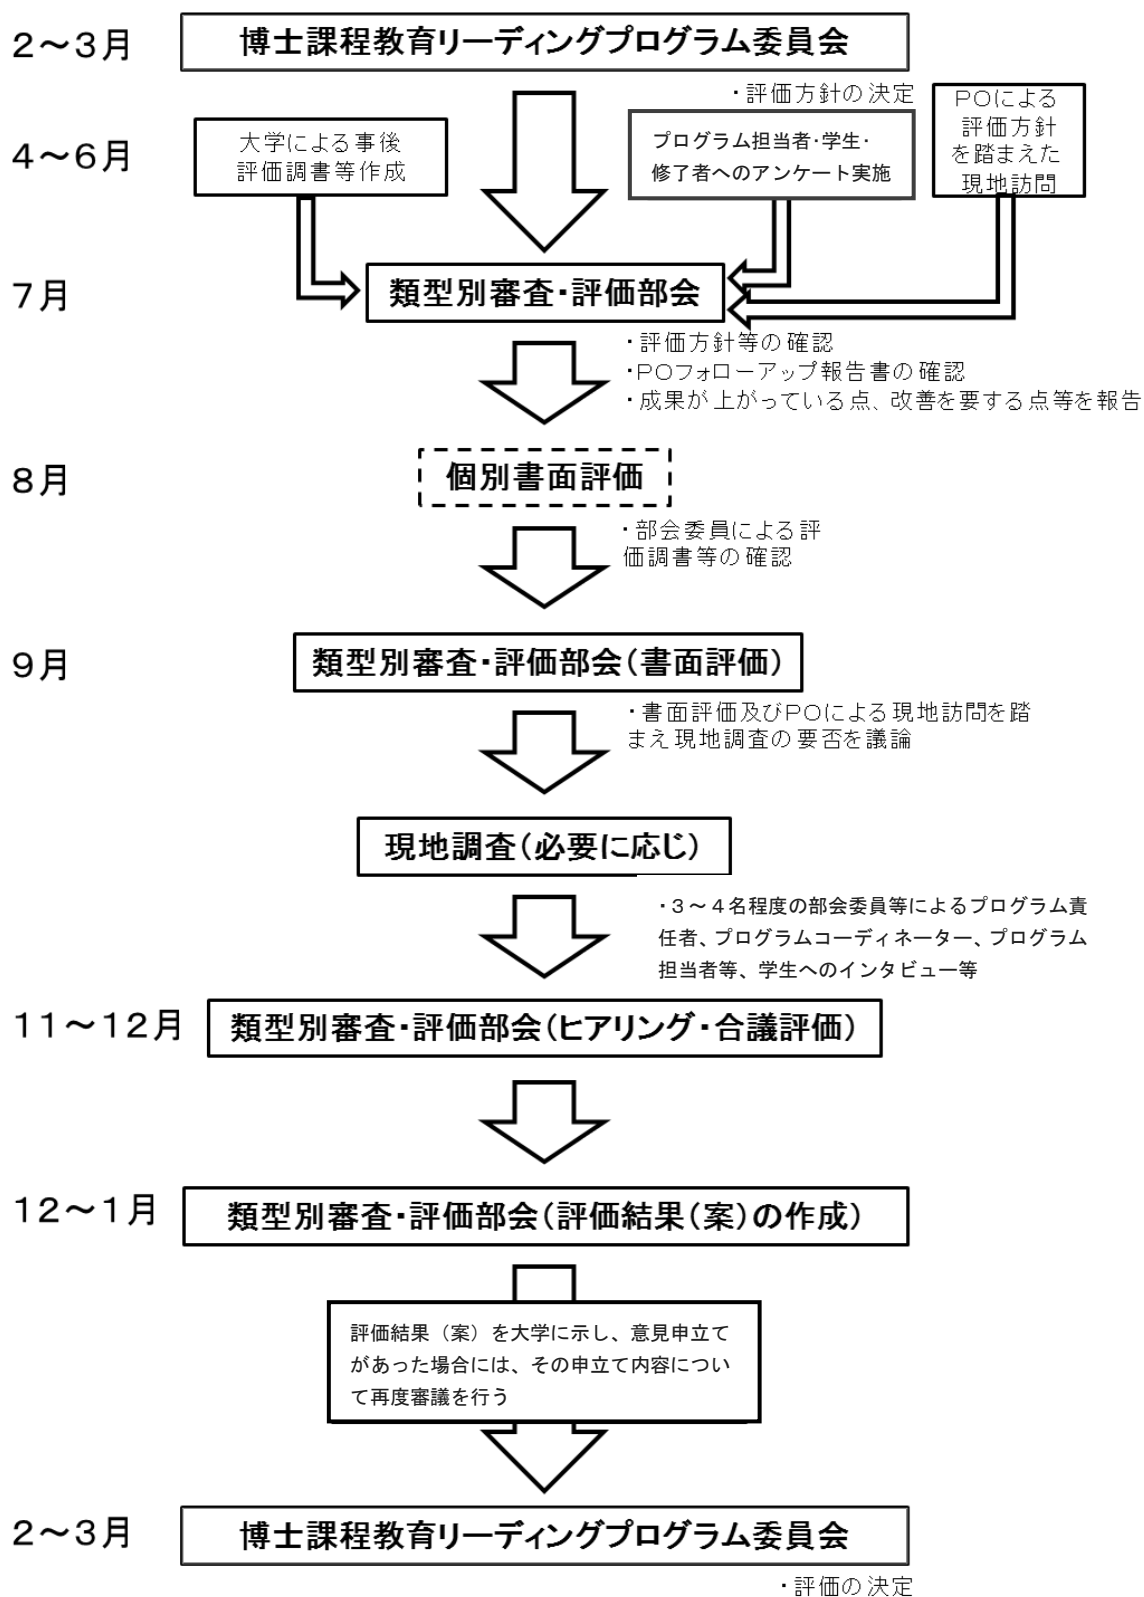 2～3月
博士課程教育リーディングプログラム委員会
・評価方針の決定
4～6月
大学による事後
評価調書等作成
プログラム担当者･学生･
修了者へのアンケート実施
POによる
評価方針
を踏まえた
現地訪問
7月
類型別審査・評価部会
・評価方針等の確認
・POフォローアップ報告書の確認
・成果が上がっている点、改善を要する点等を報告
8月
個別書面評価
・部会委員による評
価調書等の確認
9月
類型別審査・評価部会（書面評価）
・書面評価及びPOによる現地訪問を踏
まえ現地調査の要否を議論
現地調査（必要に応じ）
・3～4名程度の部会委員等によるプログラム責
任者、プログラムコーディネーター、プログラム
担当者等、学生へのインタビュー等
11～12月
類型別審査・評価部会（ヒアリング・合議評価）
12～1月
類型別審査・評価部会（評価結果（案）の作成）
評価結果（案）を大学に示し、意見申立て
があった場合には、その申立て内容につい
て再度審議を行う
2～3月
博士課程教育リーディングプログラム委員会
・評価の決定